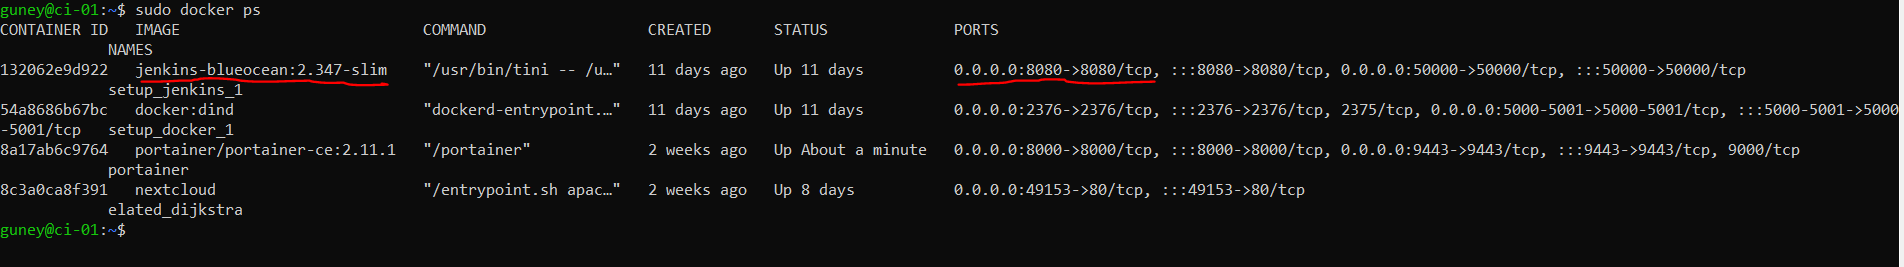 guney@ci-01:~$ sudo docker ps
CONTAINER ID   IMAGE                           COMMAND                  CREATED        STATUS              PORTS
            NAMES
132062e9d922   jenkins-blueocean:2.347-slim    "/usr/bin/tini -- /u…"   11 days ago    Up 11 days          0.0.0.0:8080->8080/tcp, :::8080->8080/tcp, 0.0.0.0:50000->50000/tcp, :::50000->50000/tcp
            setup_jenkins_1
54a8686b67bc   docker:dind                     "dockerd-entrypoint.…"   11 days ago    Up 11 days          0.0.0.0:2376->2376/tcp, :::2376->2376/tcp, 2375/tcp, 0.0.0.0:5000-5001->5000-5001/tcp, :::5000-5001->5000
-5001/tcp   setup_docker_1
8a17ab6c9764   portainer/portainer-ce:2.11.1   "/portainer"             2 weeks ago    Up About a minute   0.0.0.0:8000->8000/tcp, :::8000->8000/tcp, 0.0.0.0:9443->9443/tcp, :::9443->9443/tcp, 9000/tcp
            portainer
8c3a0ca8f391   nextcloud                       "/entrypoint.sh apac…"   2 weeks ago    Up 8 days           0.0.0.0:49153->80/tcp, :::49153->80/tcp
            elated_dijkstra
guney@ci-01:~$